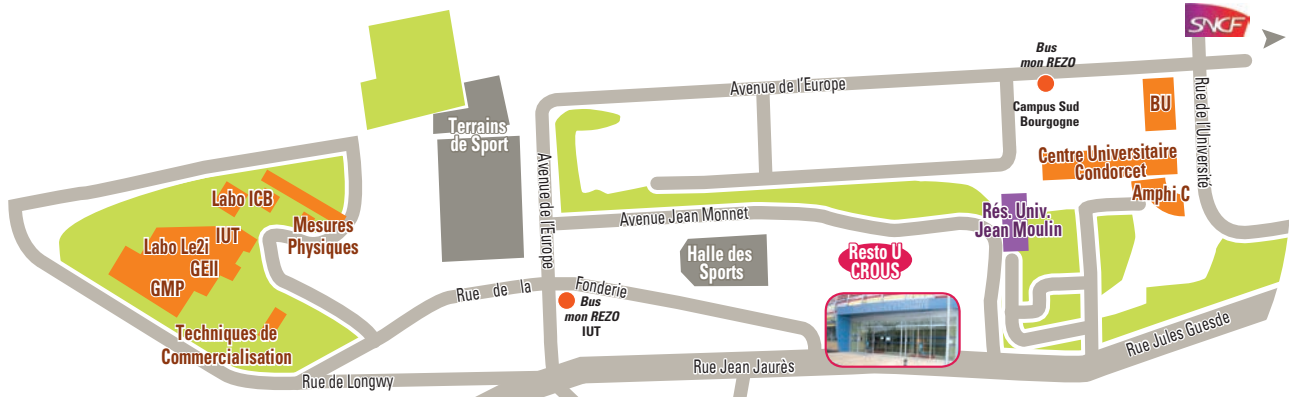 SNCF
Bus
mon REZO
Avenue de l'Europe
Campus Sud
Bourgogne
BU
Rue de l'Université
Terrains
de Sport
Centre Universitaire
Condorcet
Amphi C
Avenue de l'Europe
Labo ICB
Mesures
Physiques
IUT
Labo Le2i
GEII
GMP
Avenue Jean Monnet
Rés. Univ.
Jean Moulin
Halle des
Sports
Resto U
CROUS
Rue de la Fonderie
Bus
mon REZO
IUT
Techniques de
Commercialisation
Rue de Longwy
Rue Jean Jaurès
Rue Jules Guesde